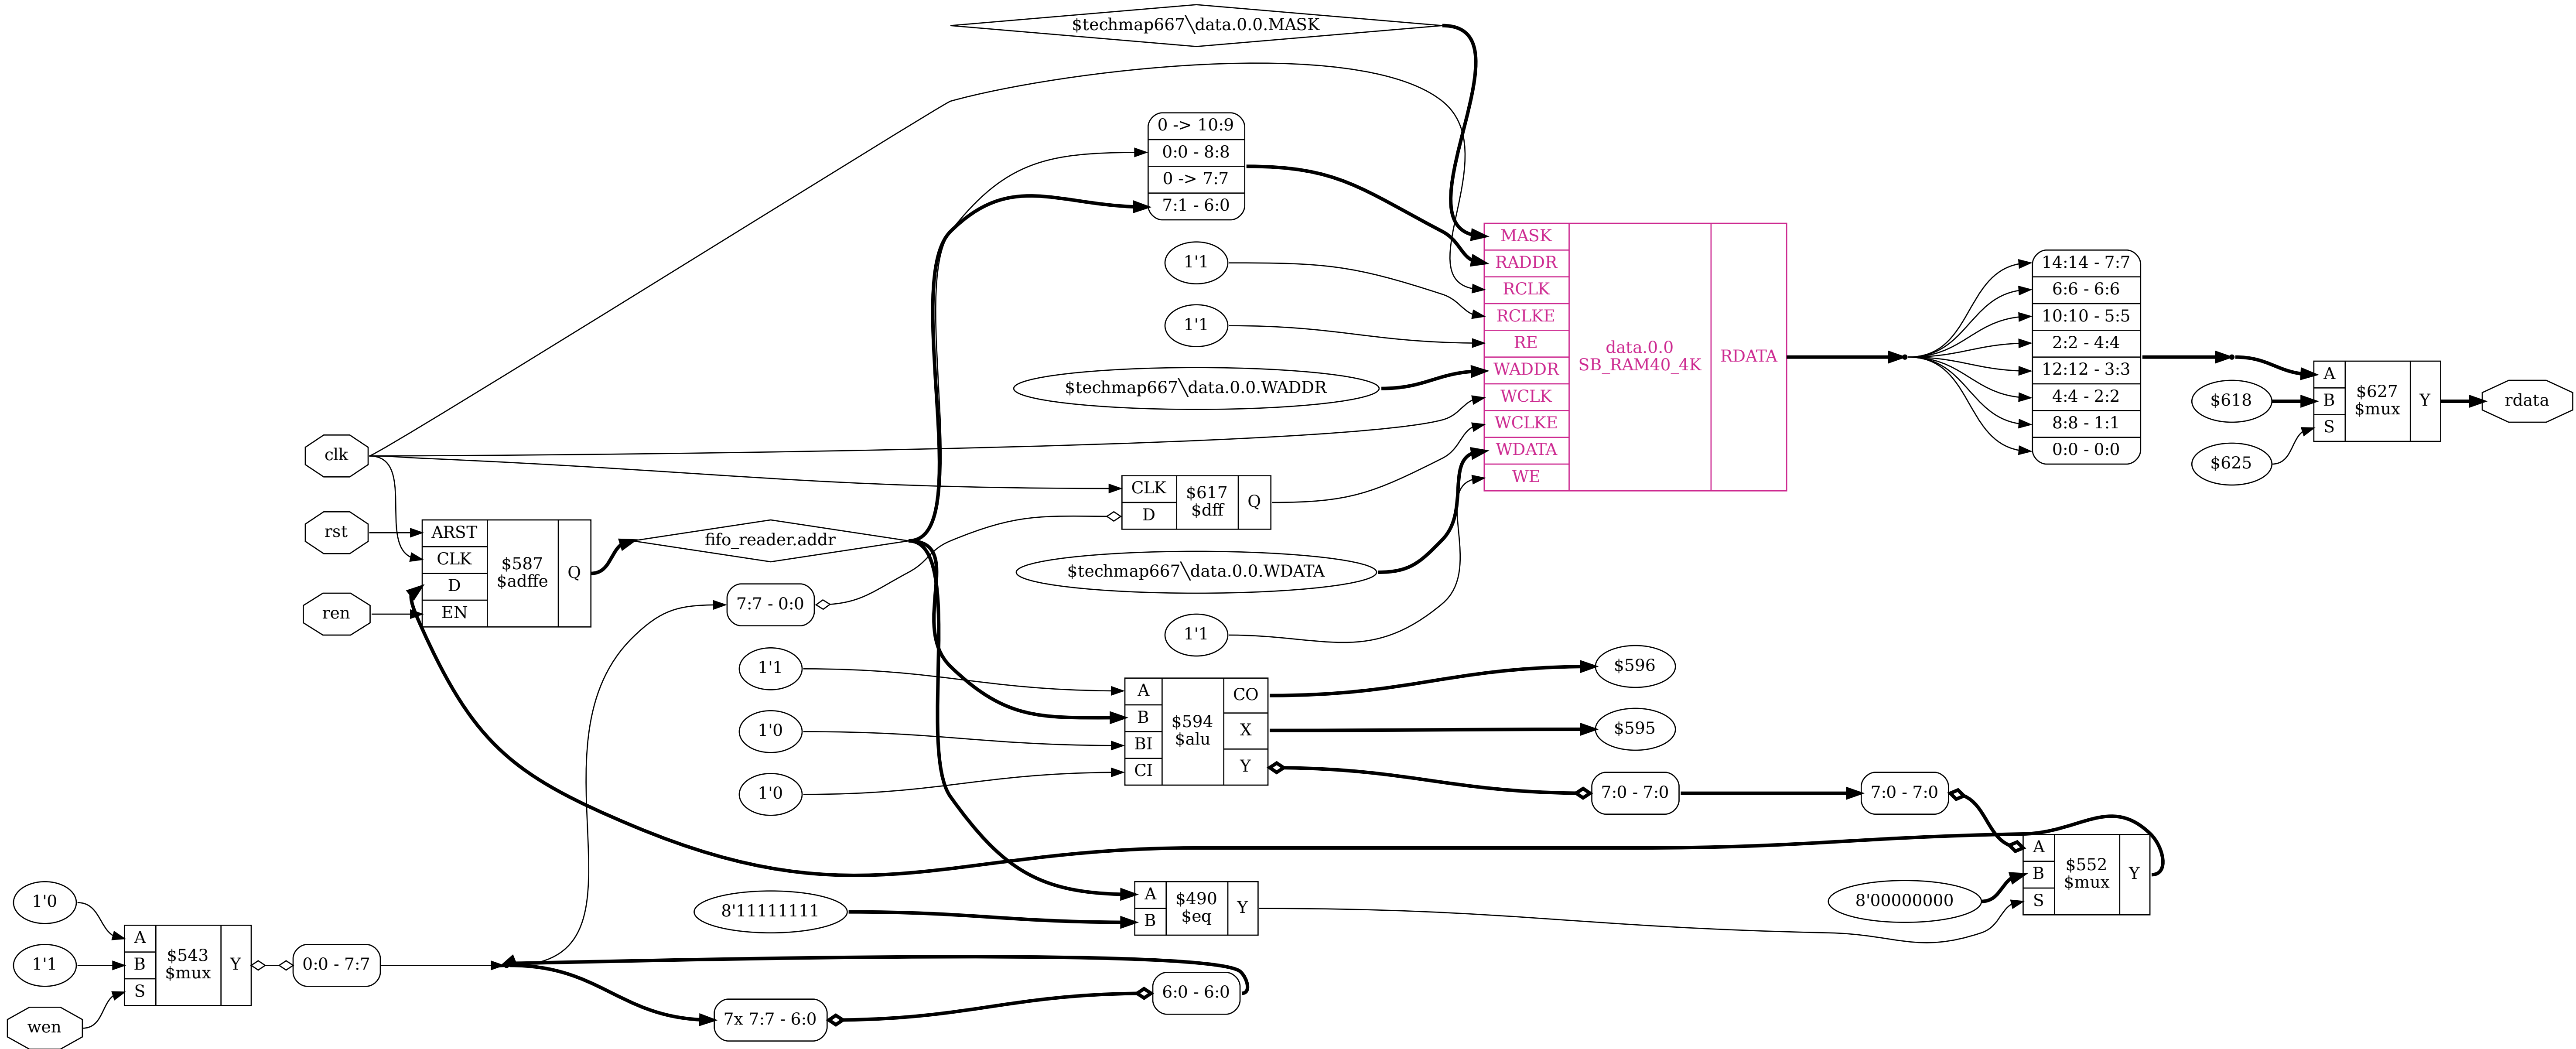 $techmap667\data.0.0.MASK
0 -> 10:9
0:0 - 8:8
0 -> 7:7
7:1 - 6:0
1'1
1'1
$techmap667\data.0.0.WADDR
MASK
RADDR
RCLK
RCLKE
RE
WADDR
WCLK
WCLKE
WDATA
WE
data.0.0
SB_RAM40_4K
RDATA
14:14 - 7:7
6:6 - 6:6
10:10 - 5:5
2:2 - 4:4
12:12 - 3:3
4:4 - 2:2
8:8 - 1:1
0:0 - 0:0
$618
$625
A
B
S
$627
$mux
Y
rdata
clk
rst
ren
ARST
CLK
D
EN
$587
$adffe
Q
fifo_reader.addr
7:7 - 0:0
CLK
D
$617
$dff
Q
$techmap667\data.0.0.WDATA
1'1
1'1
1'0
1'0
A
B
BI
CI
$594
$alu
CO
X
Y
$596
$595
7:0 - 7:0
7:0 - 7:0
8'11111111
A
B
$490
$eq
Y
8'00000000
A
B
S
$552
$mux
Y
1'0
1'1
wen
A
B
S
$543
$mux
Y
0:0 - 7:7
7x 7:7 - 6:0
6:0 - 6:0